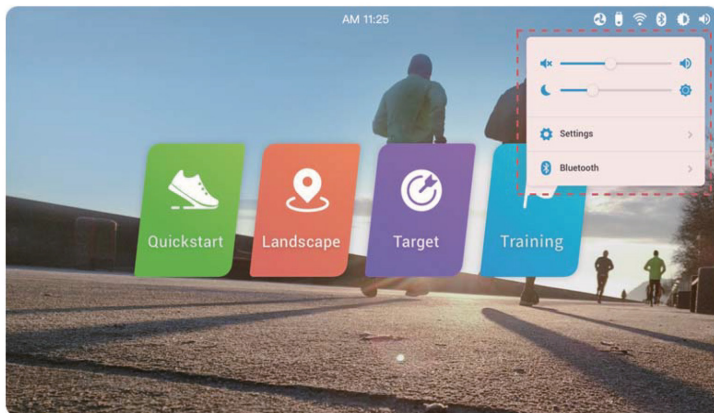 AM 11:25
Settings
Bluetooth
Quickstart
Landscape
Target
Training